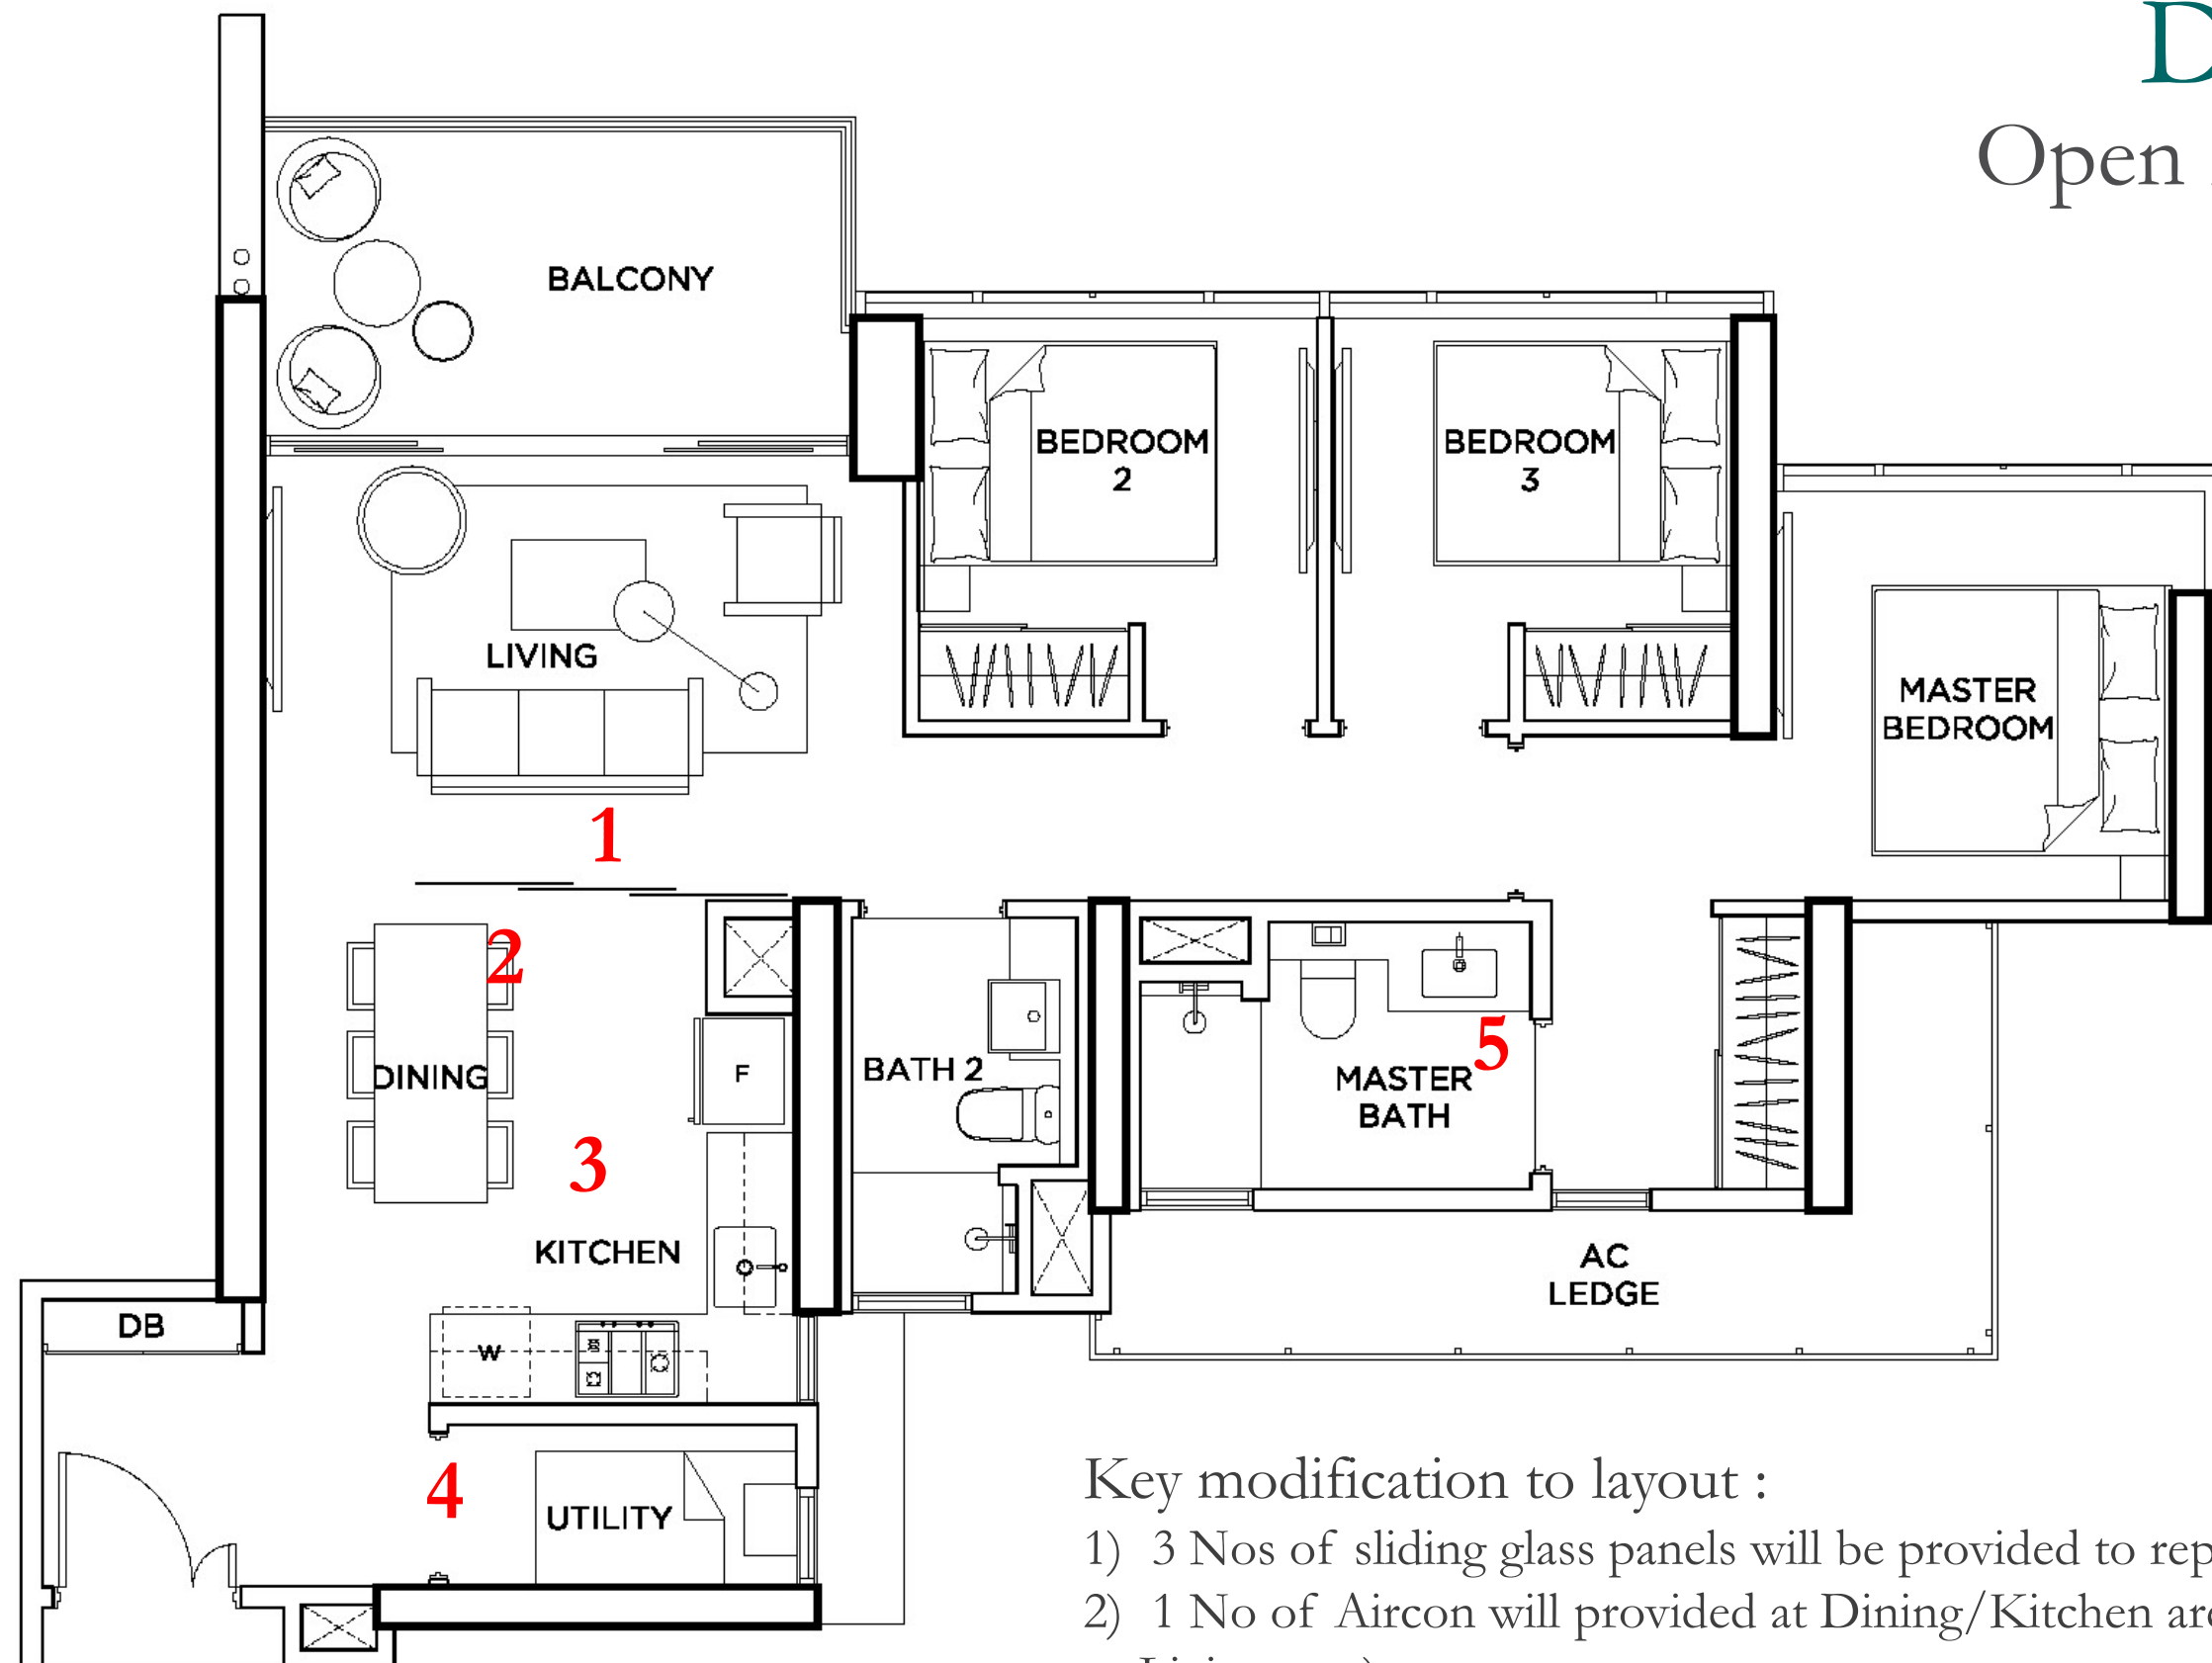 D
Open
BALCONY
BEDROOM
2
BEDROOM
3
LIVING
MASTER
BEDROOM
1
2
DINING
F
BATH 2
5
MASTER
BATH
3
KITCHEN
AC
LEDGE
DB
W
4
UTILITY
Key modification to layout :
1) 3 Nos of sliding glass panels will be provided to rep
2) 1 No of Aircon will provided at Dining/Kitchen are